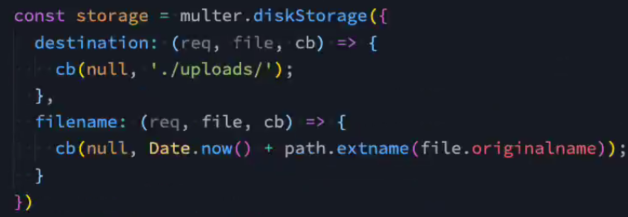 const storage = multer.diskStorage({
destination: (req, file, cb) => {
cb(null, './uploads/');
},
filename: (req, file, cb) => {
cb(null, Date.now() + path.extname(file.originalname));
}
})